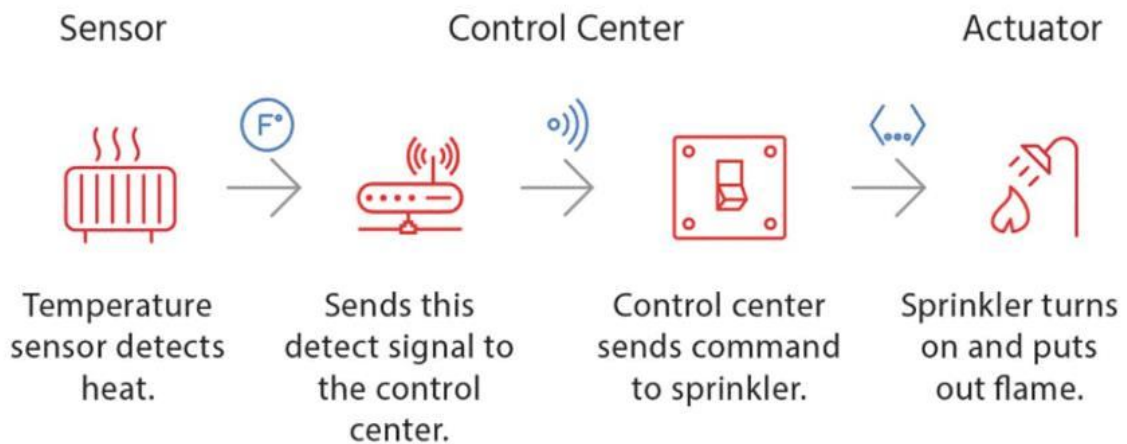 Sensor
Control Center
Actuator
F°
Temperature
sensor detects
heat.
Sends this
detect signal to
the control
center.
Control center
sends command
to sprinkler.
Sprinkler turns
on and puts
out flame.